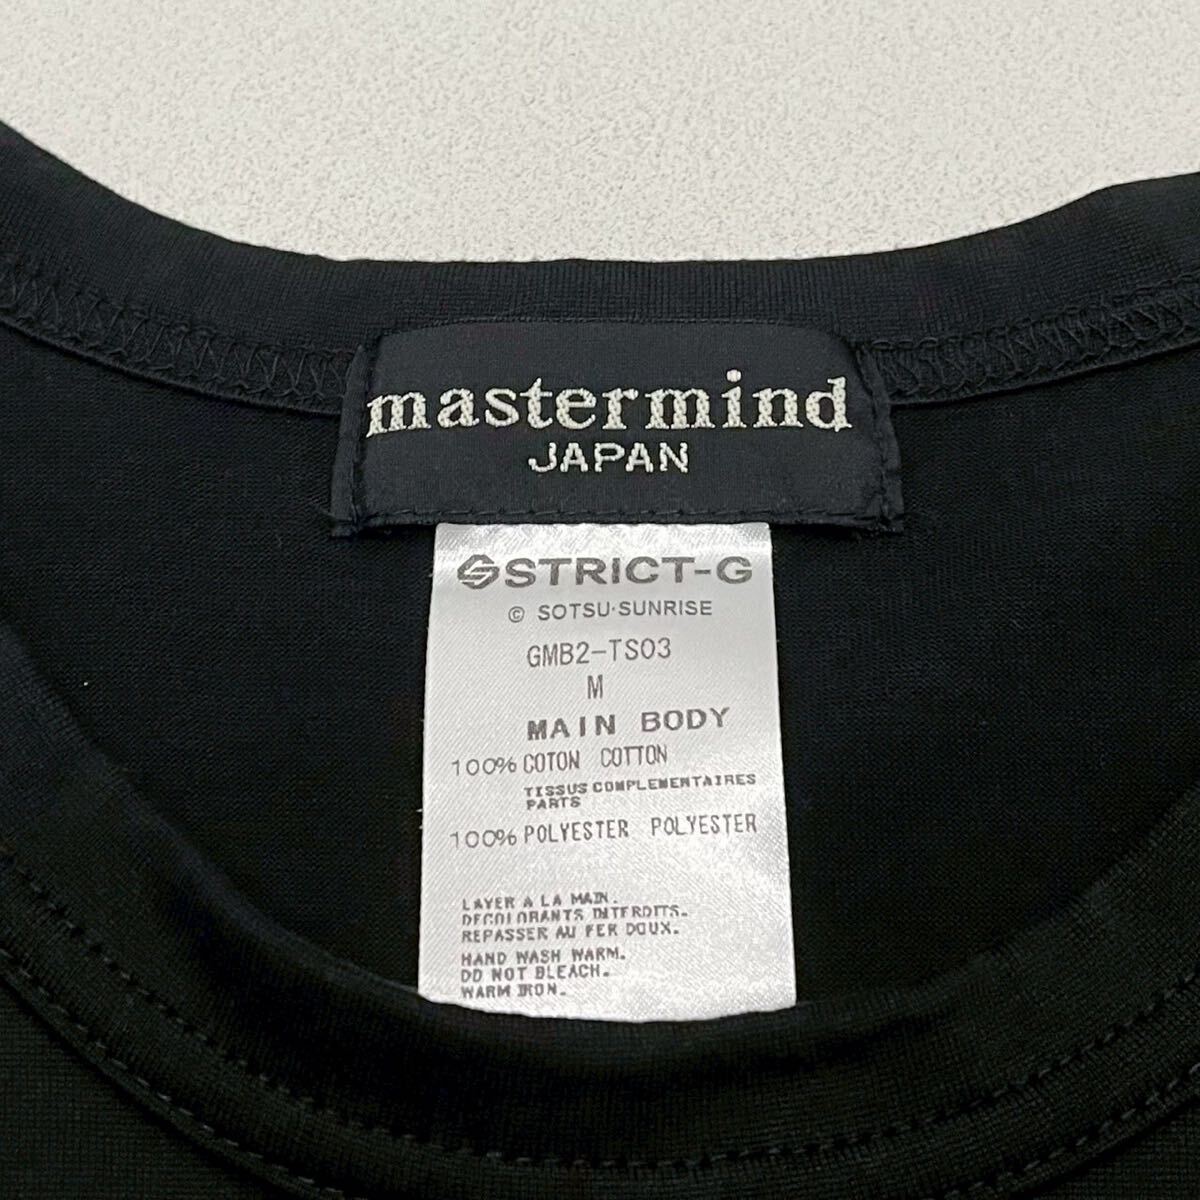 mastermind
JAPAN
STRICT-G
© SOTSU·SUNRISE
GMB2-TS03
M
MAIN BODY
100% COTON COTTON
TISSUS COMPLEMENTAIRES
PARTS
100% POLYESTER POLYESTER
LAVER A LA MAIN.
DECOLORANTS INTERDITS.
REPASSER AU FER DOUX.
HAND WASH WARM.
DO NOT BLEACH.
WARM IRON.